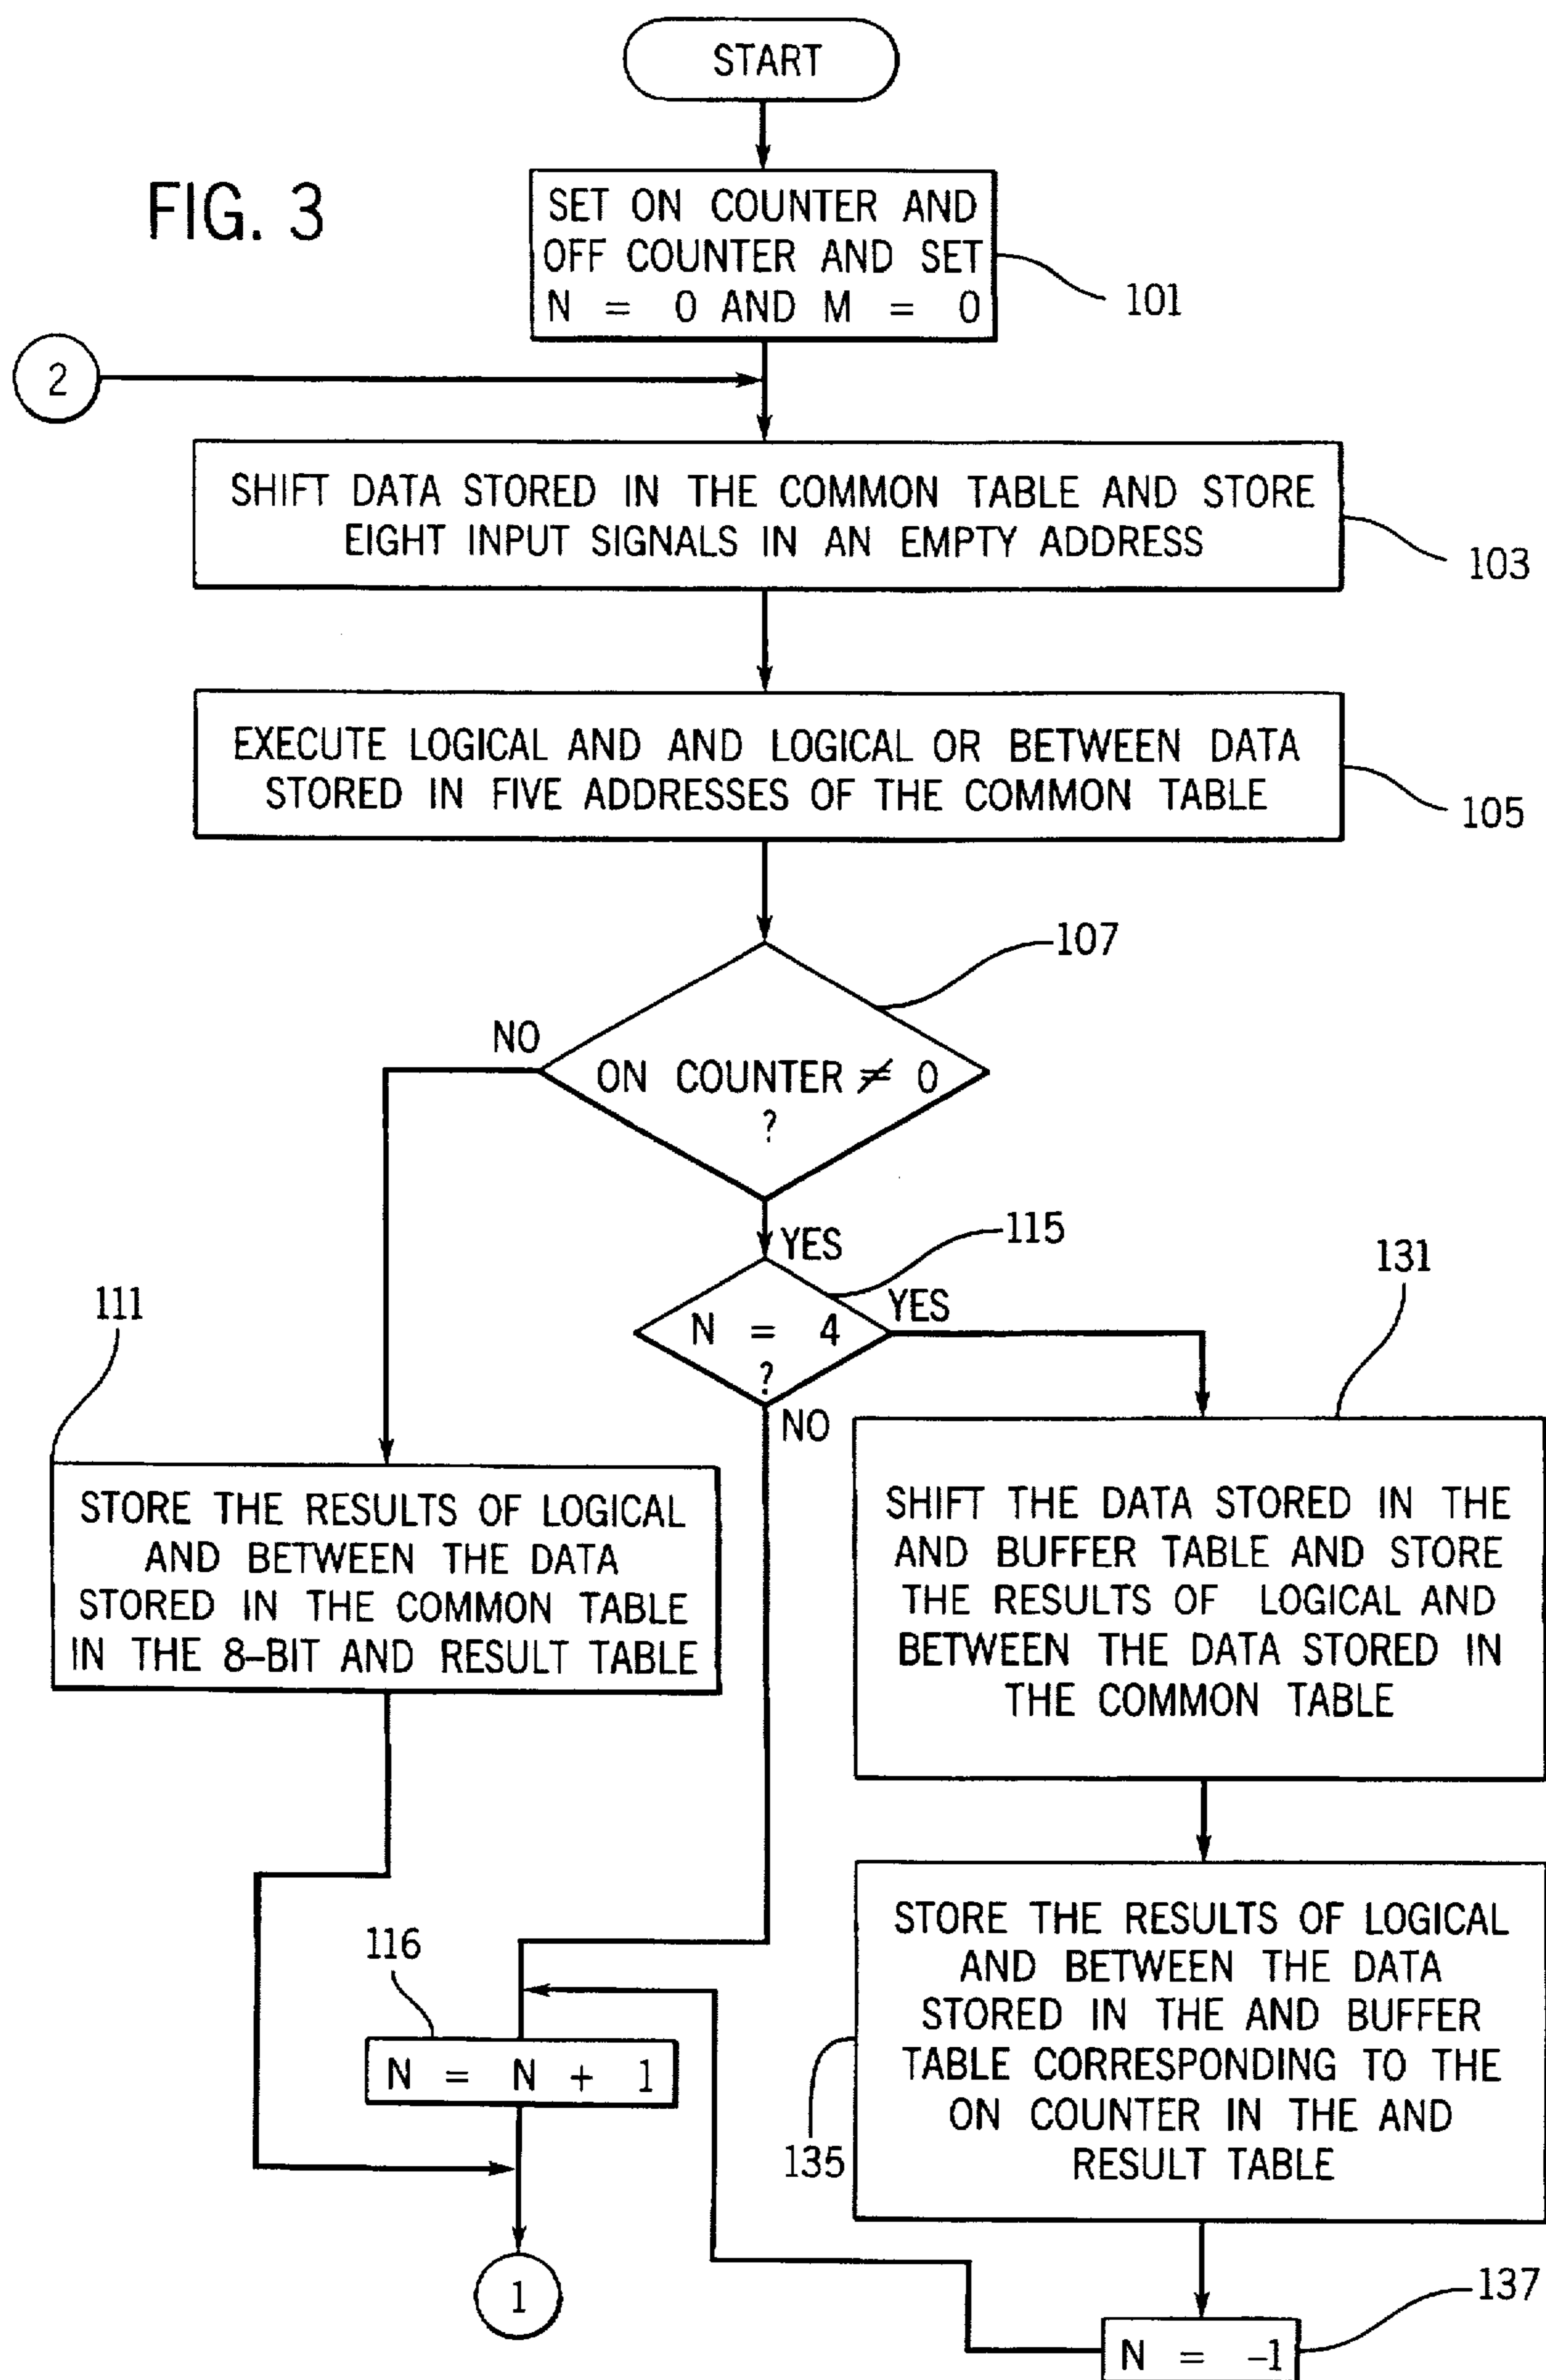 START
FIG. 3
SET ON COUNTER AND
OFF COUNTER AND SET
N = 0 AND M = 0
101
2
SHIFT DATA STORED IN THE COMMON TABLE AND STORE
EIGHT INPUT SIGNALS IN AN EMPTY ADDRESS
103
EXECUTE LOGICAL AND AND LOGICAL OR BETWEEN DATA
STORED IN FIVE ADDRESSES OF THE COMMON TABLE
105
107
NO
ON COUNTER ≠ 0
?
YES
115
N = 4
?
YES
NO
131
111
STORE THE RESULTS OF LOGICAL
AND BETWEEN THE DATA
STORED IN THE COMMON TABLE
IN THE 8-BIT AND RESULT TABLE
SHIFT THE DATA STORED IN THE
AND BUFFER TABLE AND STORE
THE RESULTS OF LOGICAL AND
BETWEEN THE DATA STORED IN
THE COMMON TABLE
116
N = N + 1
STORE THE RESULTS OF LOGICAL
AND BETWEEN THE DATA
STORED IN THE AND BUFFER
TABLE CORRESPONDING TO THE
ON COUNTER IN THE AND
RESULT TABLE
135
1
137
N = -1